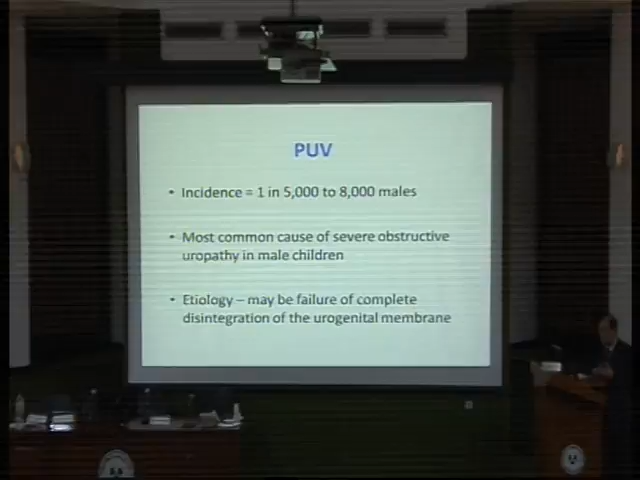 PUV
• Incidence = 1 in 5,000 to 8,000 males
• Most common cause of severe obstructive
uropathy in male children
• Etiology – may be failure of complete
disintegration of the urogenital membrane